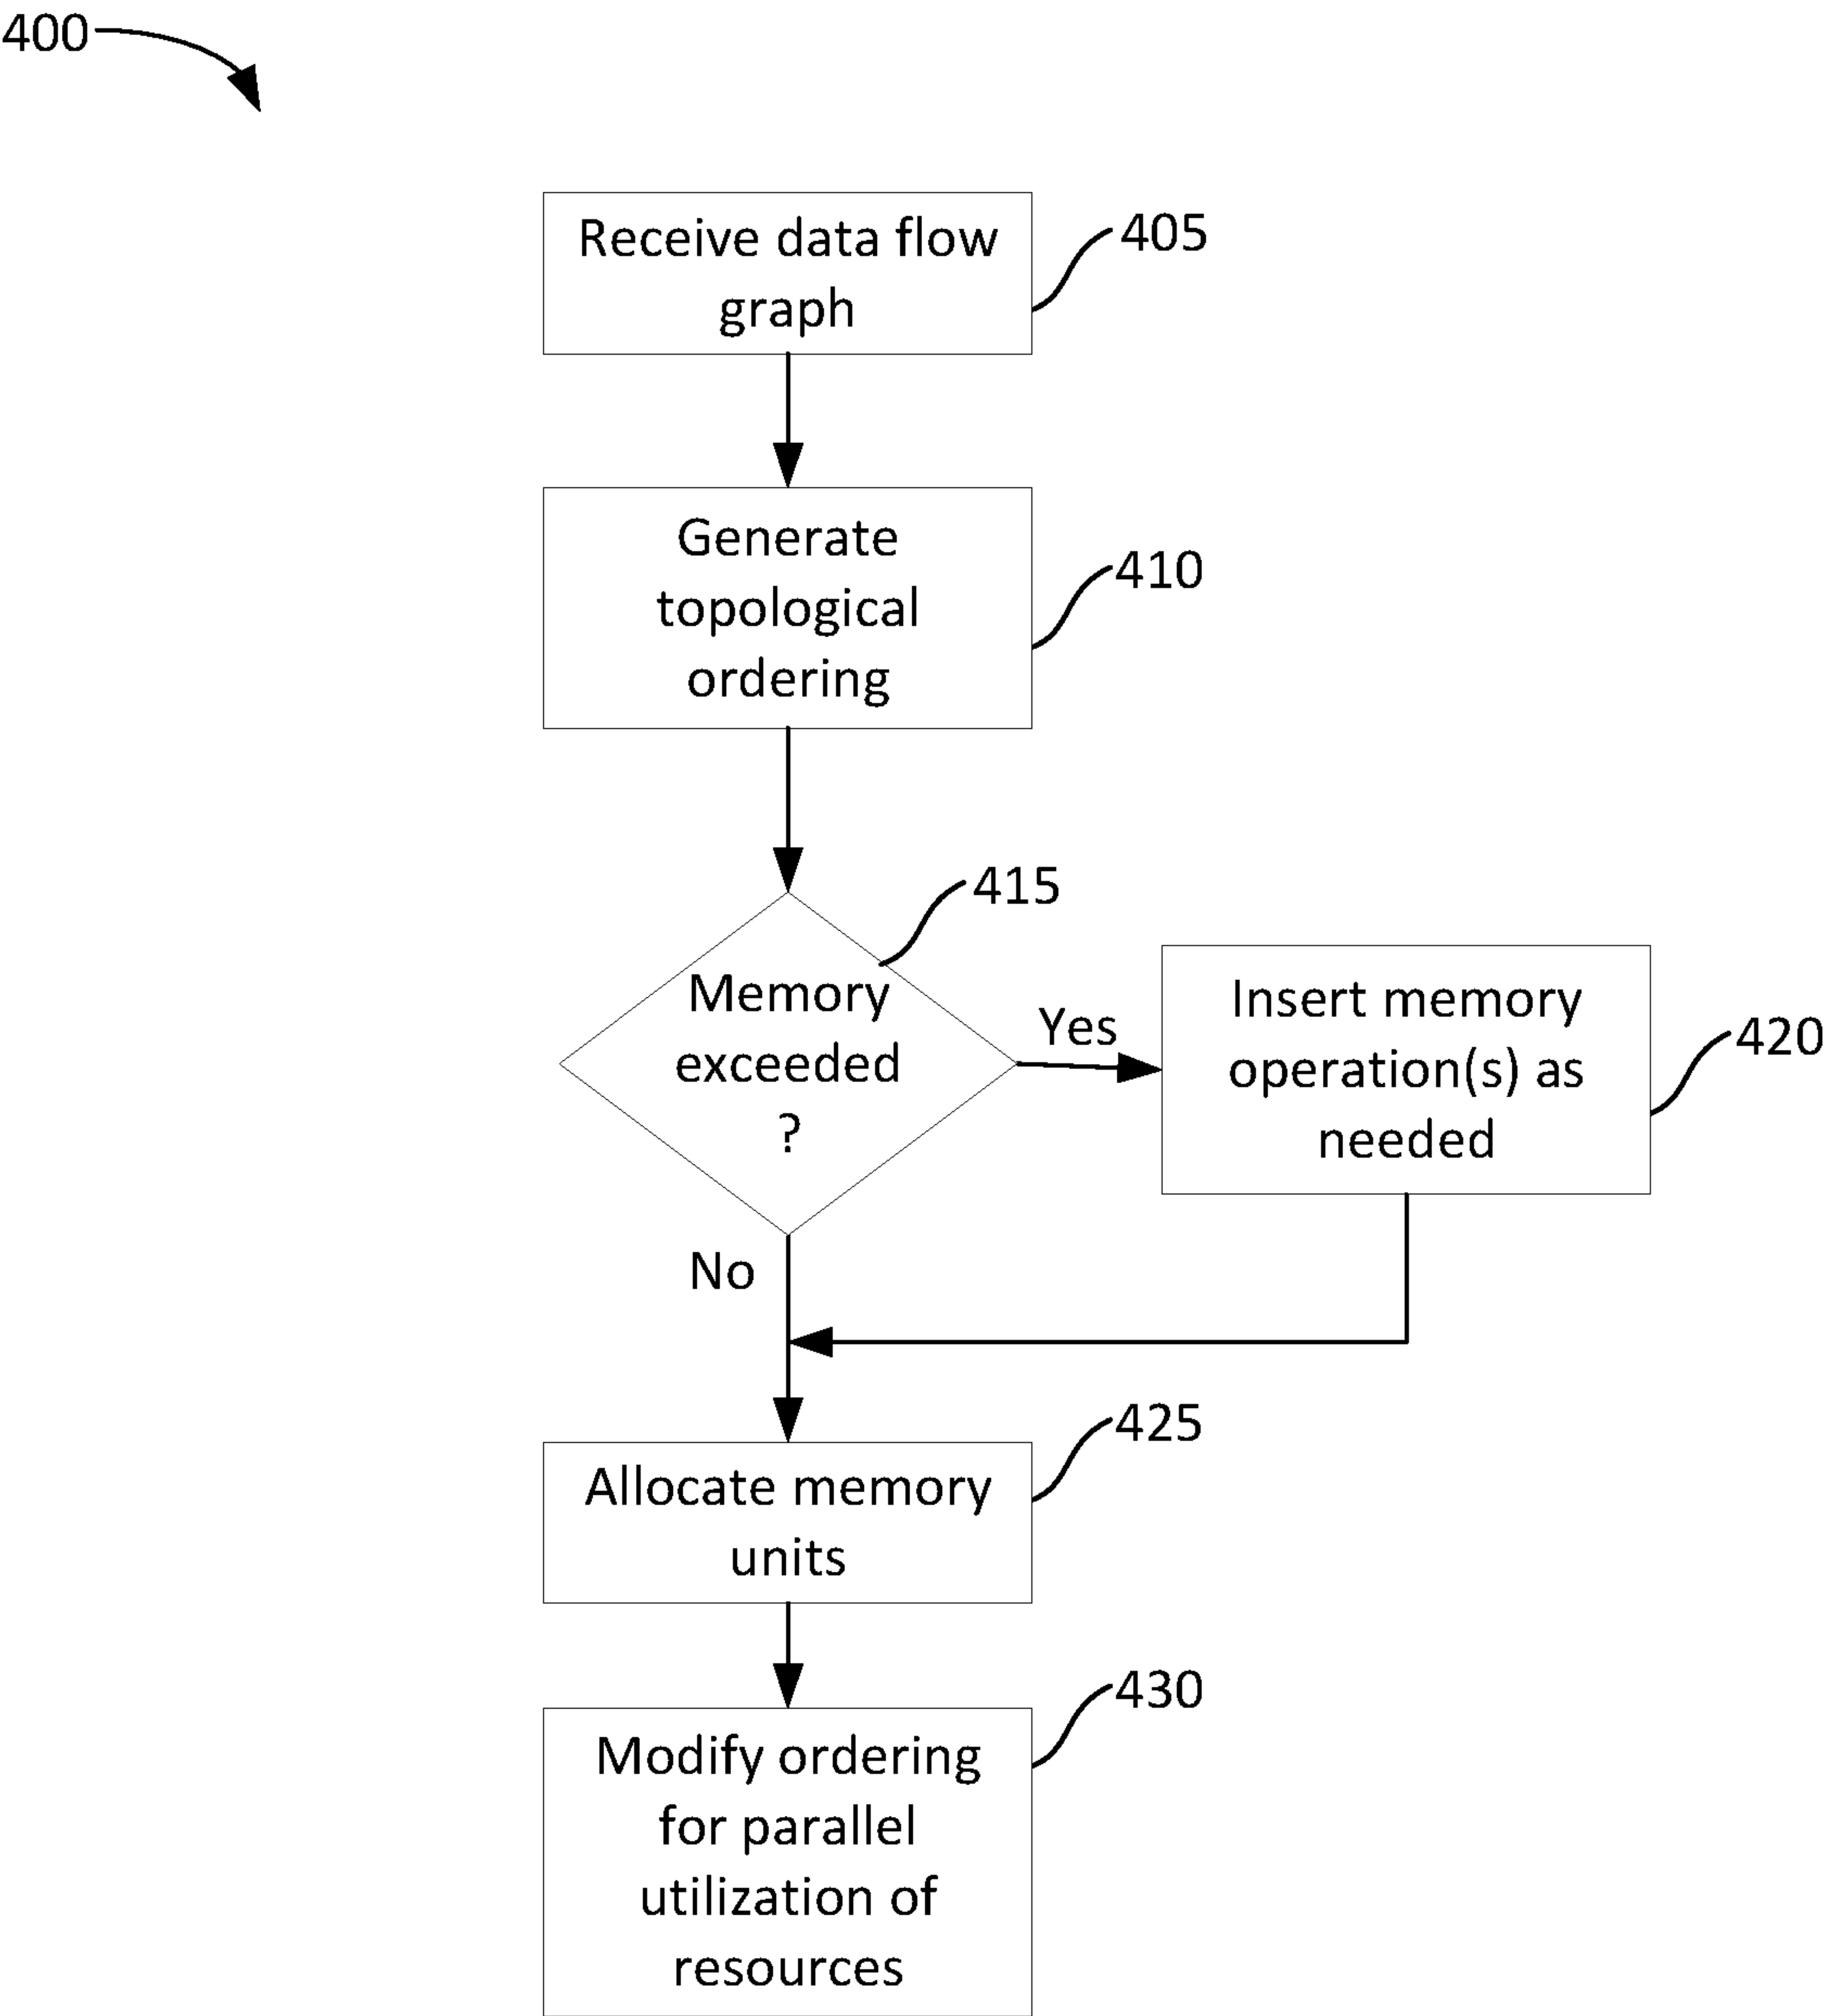 400
Receive data flow
graph
405
Generate
topological
ordering
410
415
Memory
exceeded
?
Yes
Insert memory
operation(s) as
needed
420
No
Allocate memory
units
425
Modify ordering
for parallel
utilization of
resources
430